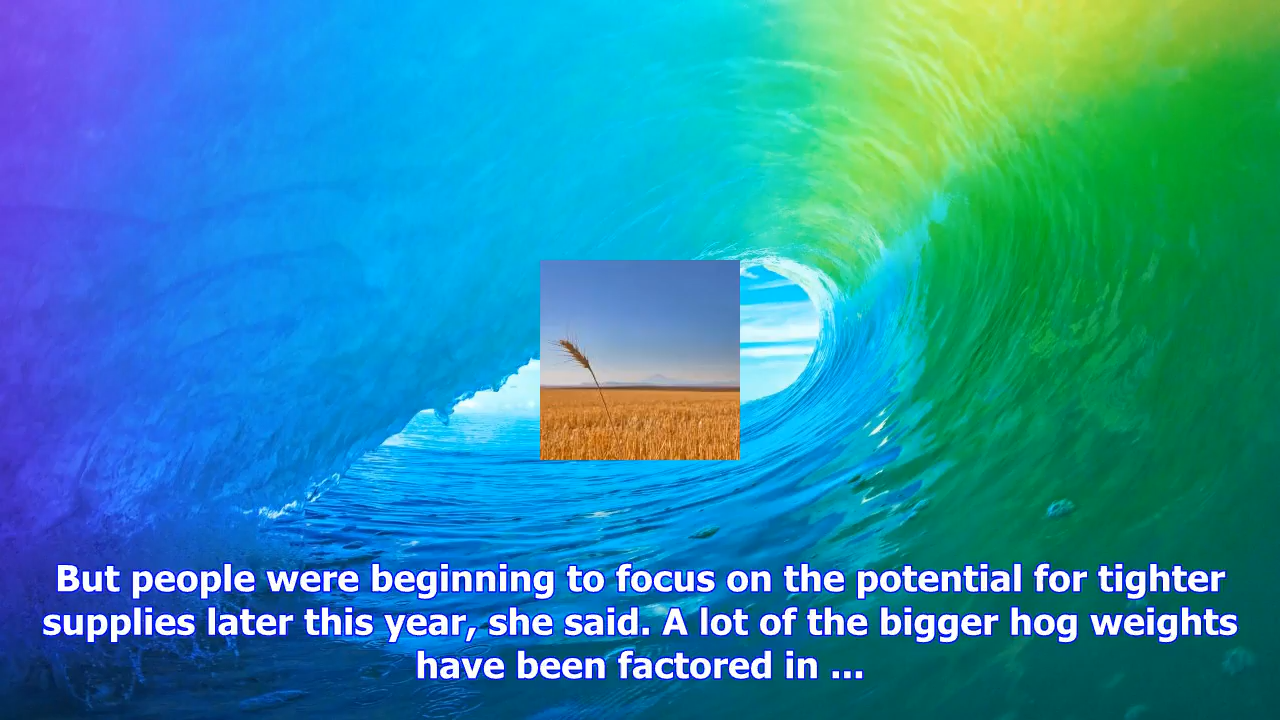 But people were beginning to focus on the potential for tighter
supplies later this year, she said. A lot of the bigger hog weights
have been factored in ...